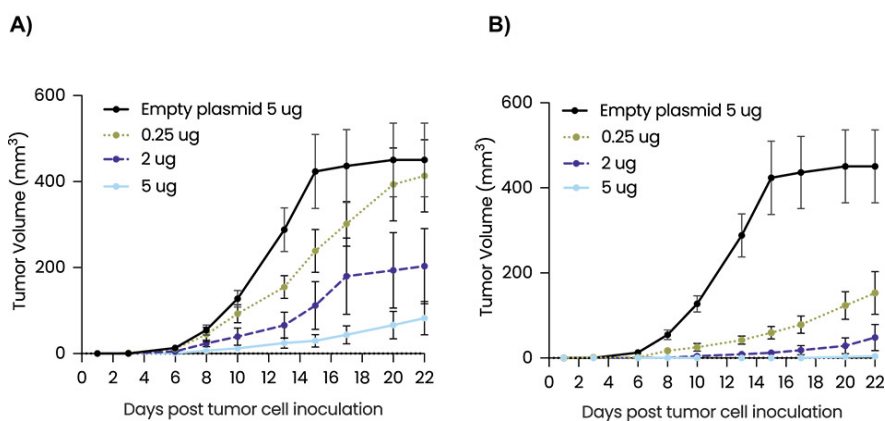 A)
600
400
200
0
Tumor Volume (mm³)
Empty plasmid 5 ug
0.25 ug
2 ug
5 ug
0 2 4 6 8 10 12 14 16 18 20 22
Days post tumor cell inoculation
B)
600
400
200
0
Tumor Volume (mm³)
Empty plasmid 5 ug
0.25 ug
2 ug
5 ug
0 2 4 6 8 10 12 14 16 18 20 22
Days post tumor cell inoculation